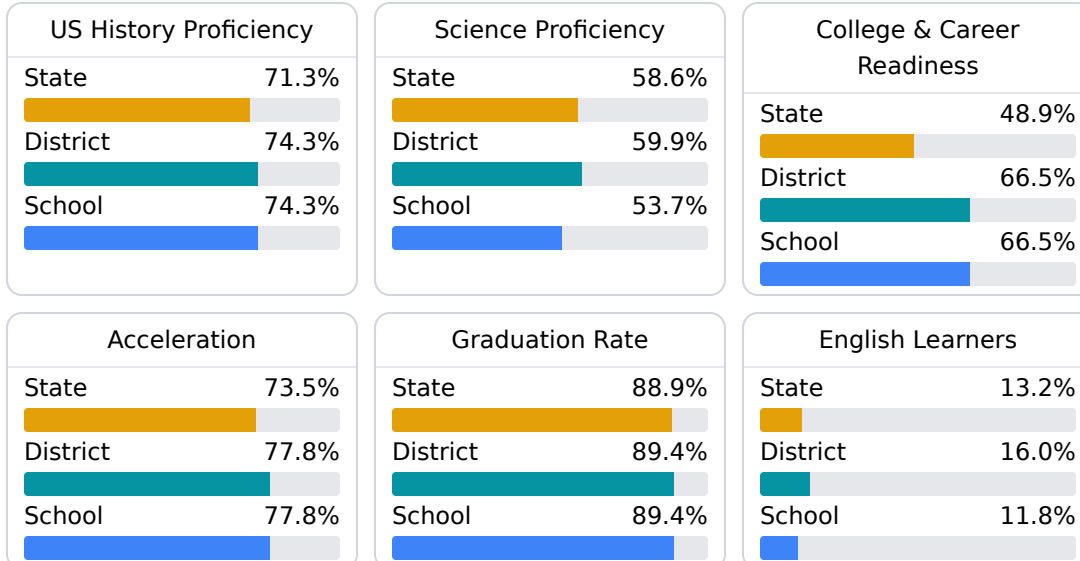 US History Proficiency
State 71.3%
District 74.3%
School 74.3%
Science Proficiency
State 58.6%
District 59.9%
School 53.7%
College & Career
Readiness
State 48.9%
District 66.5%
School 66.5%
Acceleration
State 73.5%
District 77.8%
School 77.8%
Graduation Rate
State 88.9%
District 89.4%
School 89.4%
English Learners
State 13.2%
District 16.0%
School 11.8%